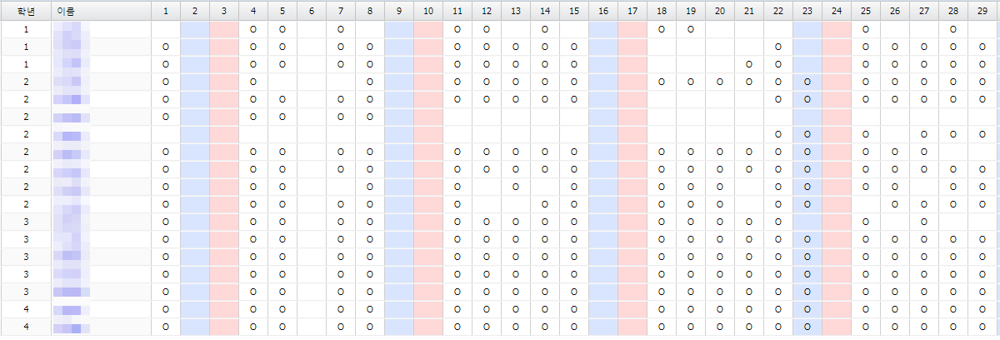 학년 이름 1 2 3 4 5 6 7 8 9 10 11 12 13 14 15 16 17 18 19 20 21 22 23 24 25 26 27 28 29
1 O O O O O O O O O O
1 O O O O O O O O O O O O O O O O
1 O O O O O O O O O O O O O O O O O
2 O O O O O O O O O O O O O O O O O O O
2 O O O O O O O O O O O O O O O O O
2 O O O O O
2 O O O O O O
2 O O O O O O O O O O O O O O O O O O O
2 O O O O O O O O O O O O O O O O O O O O O
2 O O O O O O O O O O O O O O O
2 O O O O O O O O O O O O O O O O O
3 O O O O O O O O O O O O O O O O O
3 O O O O O O O O O O O O O O O O O O O O O
3 O O O O O O O O O O O O O O O O O O O O O
3 O O O O O O O O O O O O O O O O O O O O O
3 O O O O O O O O O O O O O O O O O O O O O
4 O O O O O O O O O O O O O O O O O O O O O
4 O O O O O O O O O O O O O O O O O O O O O